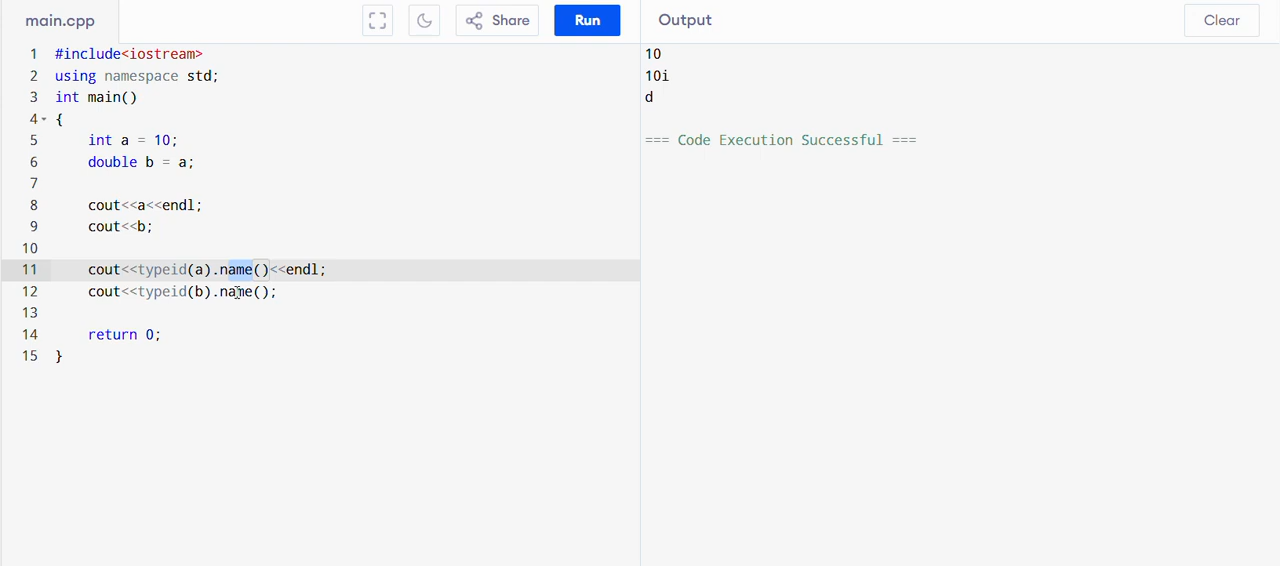 main.cpp
Share
Run
Output
Clear
1 #include<iostream>
2 using namespace std;
3 int main()
4 {
5 int a = 10;
6 double b = a;
7
8 cout<<a<<endl;
9 cout<<b;
10
11 cout<<typeid(a).name()<<endl;
12 cout<<typeid(b).name();
13
14 return 0;
15 }
10
10i
d
=== Code Execution Successful ===